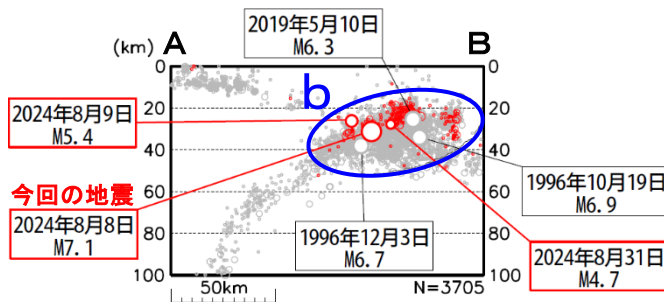 2019年5月10日
M6.3
(km) A B
0 0
b
20 20
2024年8月9日
M5.4
40 40
今回の地震
60 60
2024年8月8日
M7.1
1996年10月19日
M6.9
1996年12月3日
M6.7
80 80
2024年8月31日
M4.7
100 100
50km
N=3705